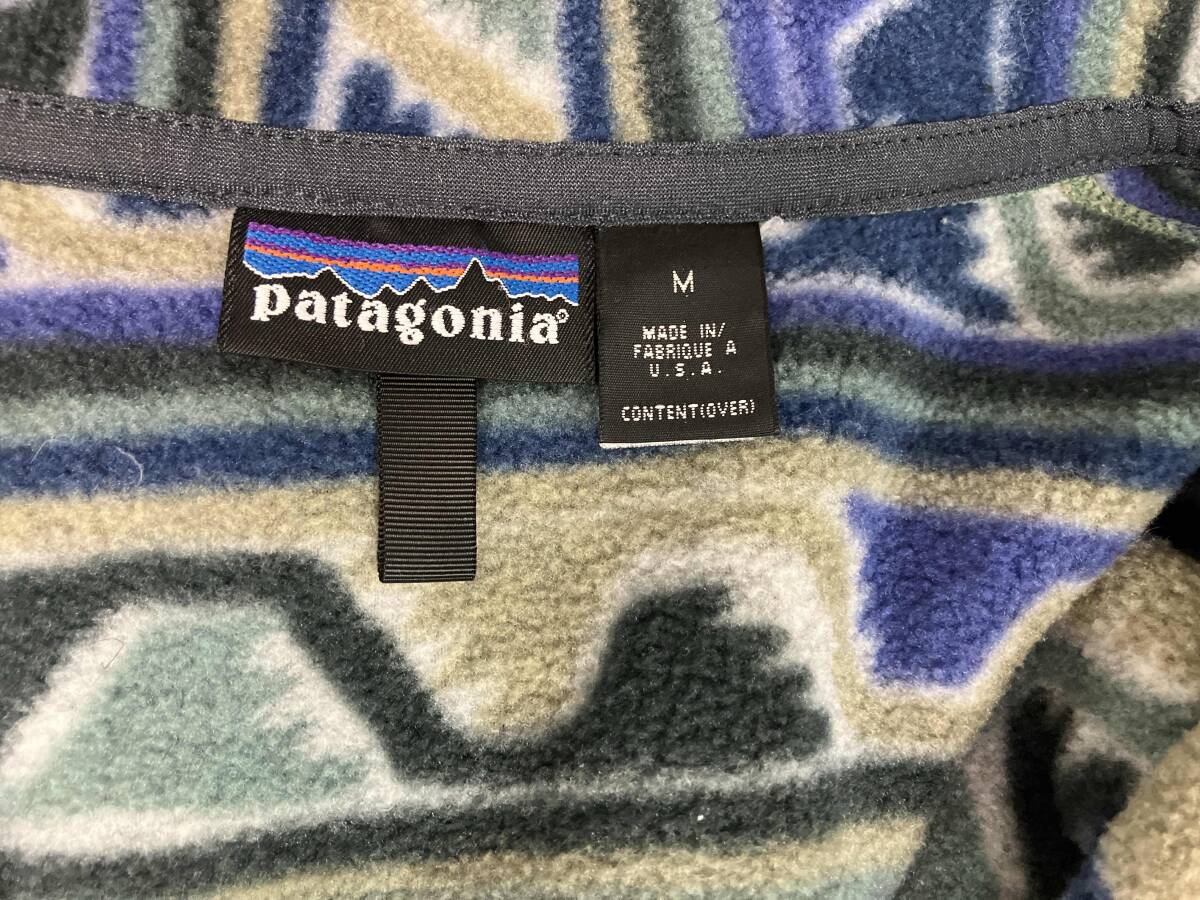 patagonia®
M
MADE IN/
FABRIQUE A
U.S.A.
CONTENT(OVER)